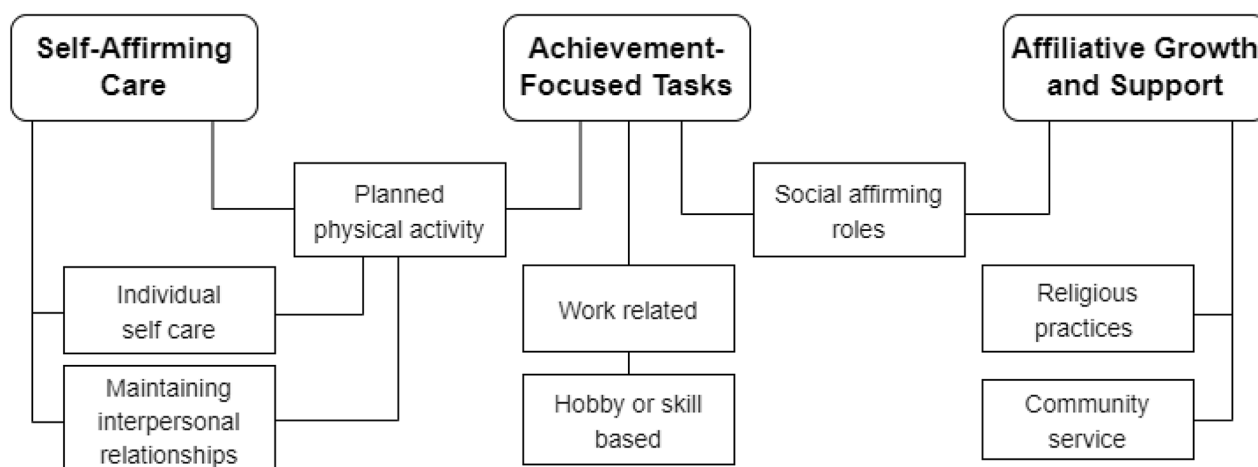 Self-Affirming
Care
Achievement-
Focused Tasks
Affiliative Growth
and Support
Planned
physical activity
Social affirming
roles
Individual
self care
Work related
Religious
practices
Maintaining
interpersonal
relationships
Hobby or skill
based
Community
service